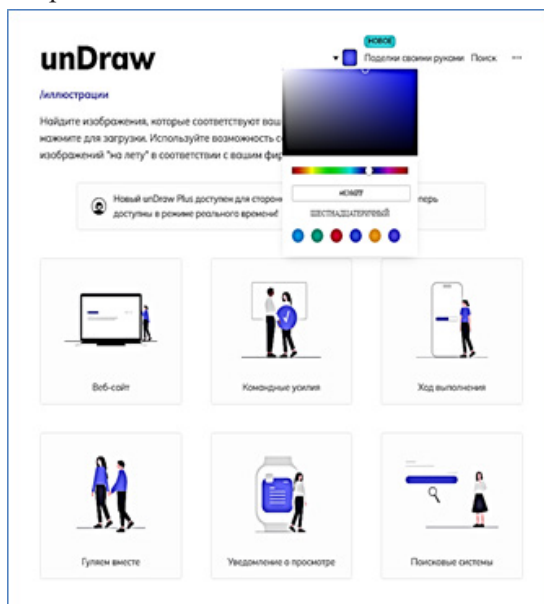 НОВОЕ
unDraw
Поделки своими руками Поиск ...
/иллюстрации
Найдите изображения, которые соответствуют ваш
нажмите для загрузки. Используйте возможность с
изображений "на лету" в соответствии с вашим фир
Новый unDraw Plus доступен для сторон
перь
доступны в режиме реального времени!
ШЕСТНАДЦАТЕРИЧНЫЙ
Веб-сайт
Командные усилия
Ход выполнения
Гуляем вместе
Уведомление о просмотре
Поисковые системы